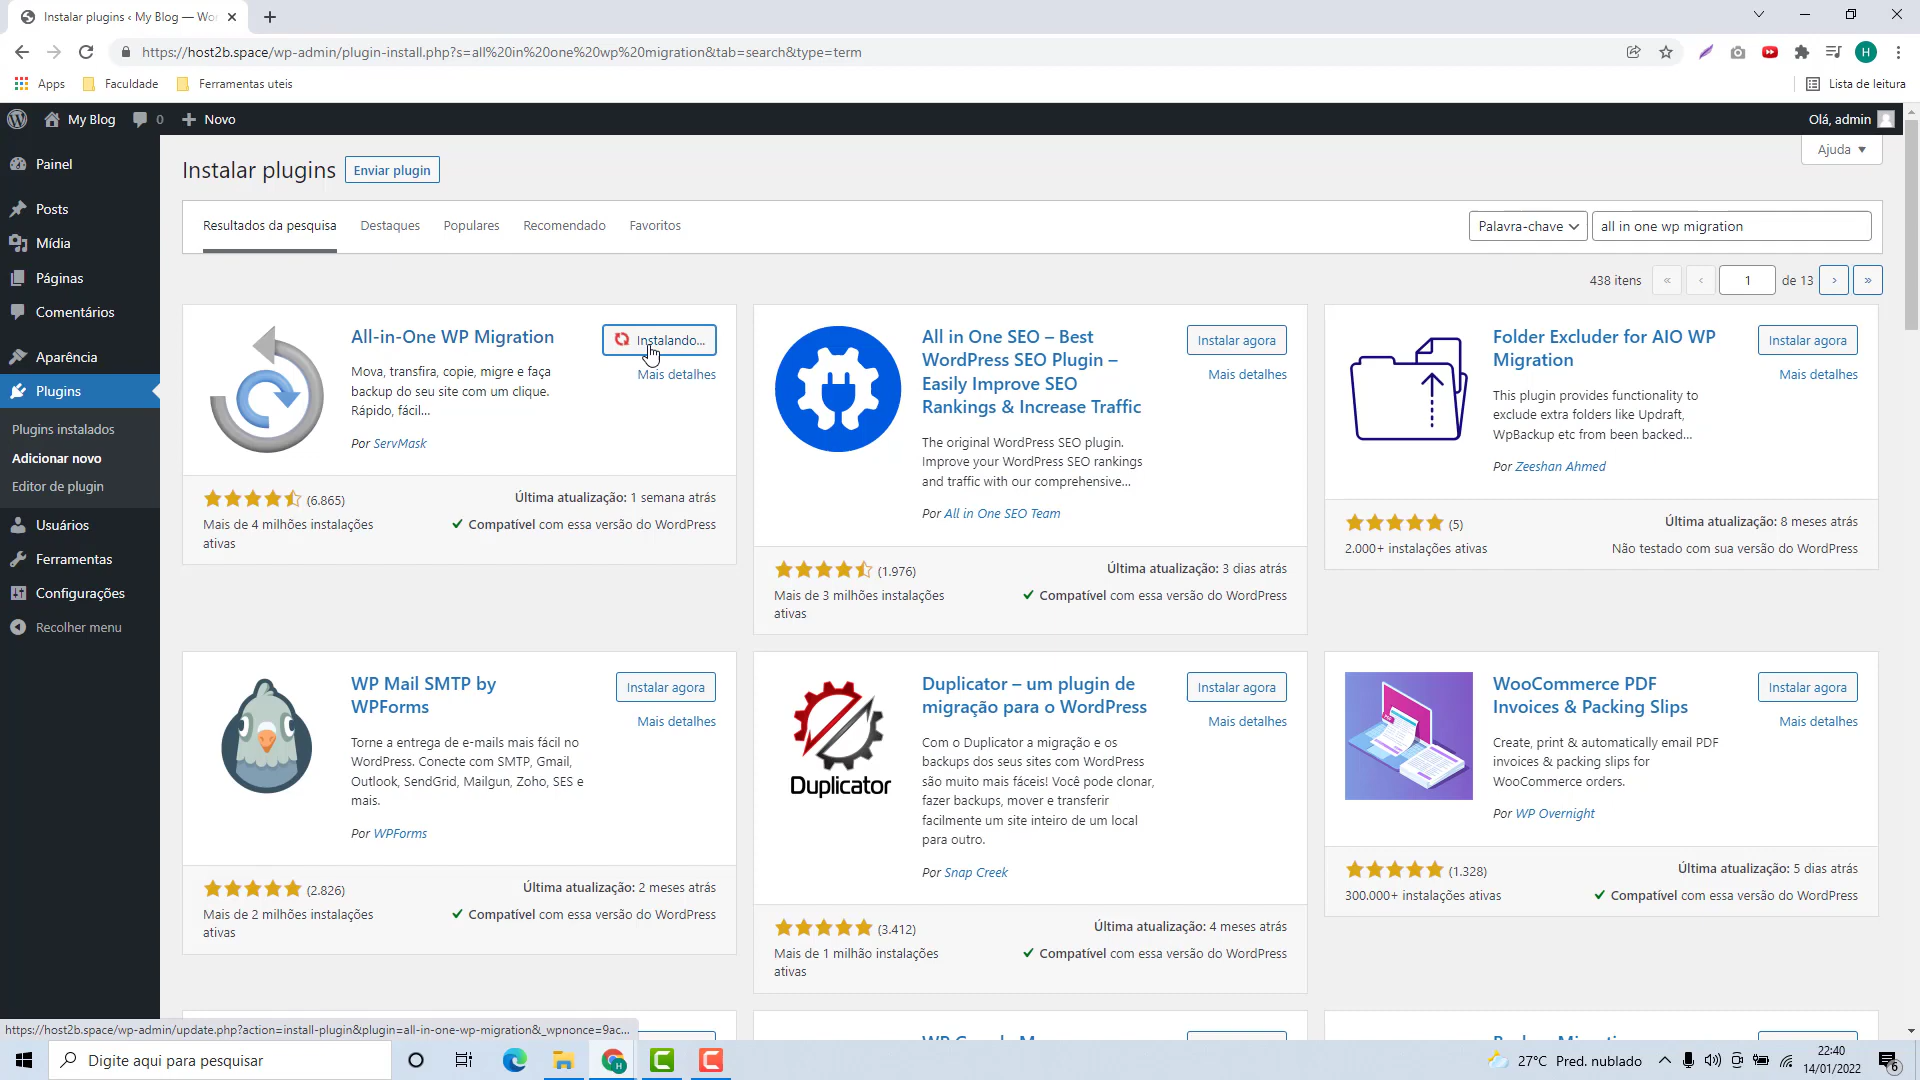 Instalar plugins ‹ My Blog — Wo
https://host2b.space/wp-admin/plugin-install.php?s=all%20in%20one%20wp%20migration&tab=search&type=term
H
Apps
Faculdade
Ferramentas uteis
Lista de leitura
My Blog
0
Novo
Olá, admin
Ajuda
Painel
Posts
Mídia
Páginas
Comentários
Aparência
Plugins
Plugins instalados
Adicionar novo
Editor de plugin
Usuários
Ferramentas
Configurações
Recolher menu
Instalar plugins
Enviar plugin
Resultados da pesquisa
Destaques
Populares
Recomendado
Favoritos
Palavra-chave
all in one wp migration
438 itens
«
‹
1
de 13
›
»
All-in-One WP Migration
Instalando...
Mais detalhes
Mova, transfira, copie, migre e faça
backup do seu site com um clique.
Rápido, fácil...
Por ServMask
(6.865)
Última atualização: 1 semana atrás
Mais de 4 milhões instalações
ativas
Compatível com essa versão do WordPress
All in One SEO – Best
WordPress SEO Plugin –
Easily Improve SEO
Rankings & Increase Traffic
Instalar agora
Mais detalhes
The original WordPress SEO plugin.
Improve your WordPress SEO rankings
and traffic with our comprehensive...
Por All in One SEO Team
(1.976)
Última atualização: 3 dias atrás
Mais de 3 milhões instalações
ativas
Compatível com essa versão do WordPress
Folder Excluder for AIO WP
Migration
Instalar agora
Mais detalhes
This plugin provides functionality to
exclude extra folders like Updraft,
WpBackup etc from been backed...
Por Zeeshan Ahmed
(5)
Última atualização: 8 meses atrás
2.000+ instalações ativas
Não testado com sua versão do WordPress
WP Mail SMTP by
WPForms
Instalar agora
Mais detalhes
Torne a entrega de e-mails mais fácil no
WordPress. Conecte com SMTP, Gmail,
Outlook, SendGrid, Mailgun, Zoho, SES e
mais.
Por WPForms
(2.826)
Última atualização: 2 meses atrás
Mais de 2 milhões instalações
ativas
Compatível com essa versão do WordPress
Duplicator
Duplicator – um plugin de
migração para o WordPress
Instalar agora
Mais detalhes
Com o Duplicator a migração e os
backups dos seus sites com WordPress
são muito mais fáceis! Você pode clonar,
fazer backups, mover e transferir
facilmente um site inteiro de um local
para outro.
Por Snap Creek
(3.412)
Última atualização: 4 meses atrás
Mais de 1 milhão instalações
ativas
Compatível com essa versão do WordPress
WooCommerce PDF
Invoices & Packing Slips
Instalar agora
Mais detalhes
Create, print & automatically email PDF
invoices & packing slips for
WooCommerce orders.
Por WP Overnight
(1.328)
Última atualização: 5 dias atrás
300.000+ instalações ativas
Compatível com essa versão do WordPress
https://host2b.space/wp-admin/update.php?action=install-plugin&plugin=all-in-one-wp-migration&_wpnonce=9ac...
Digite aqui para pesquisar
27°C Pred. nublado
22:40
14/01/2022
6